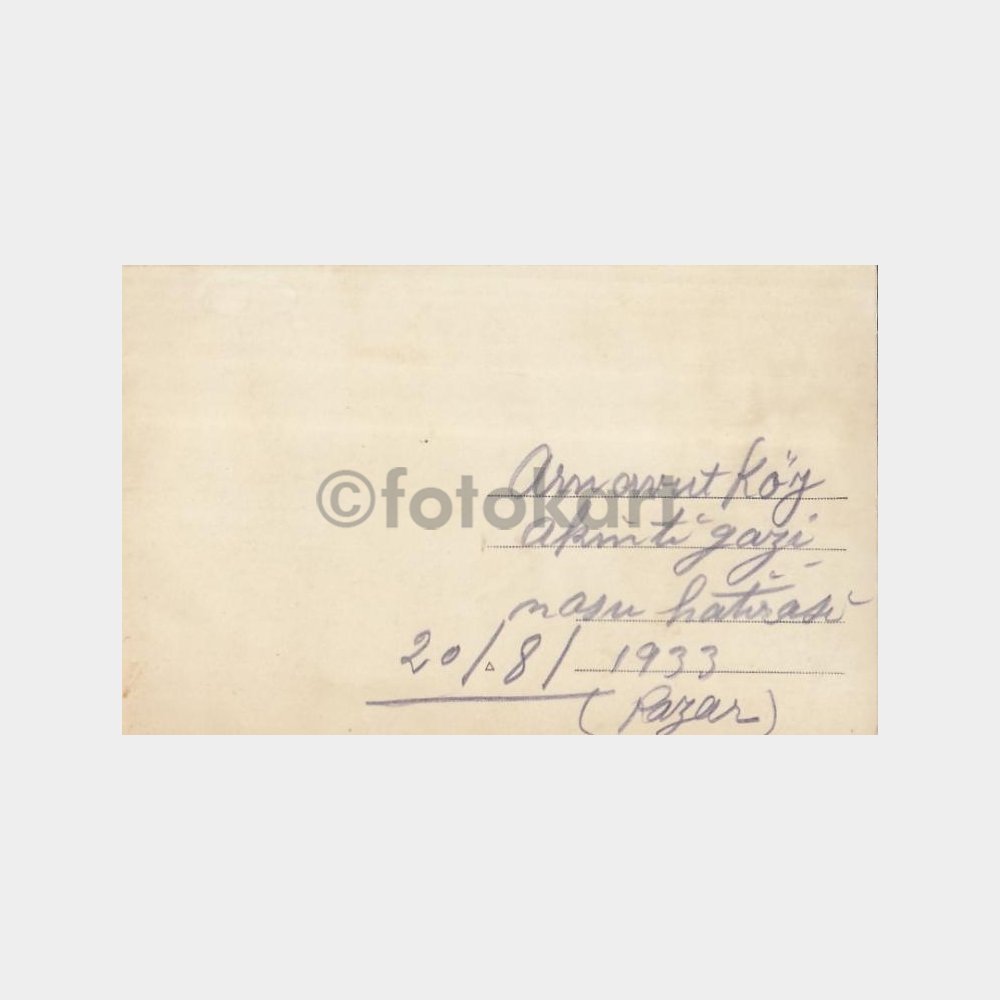 Arnavut Köy
©fotokart
akıntı gazi
nosu hatırası
20/8/1933
(Pazar)